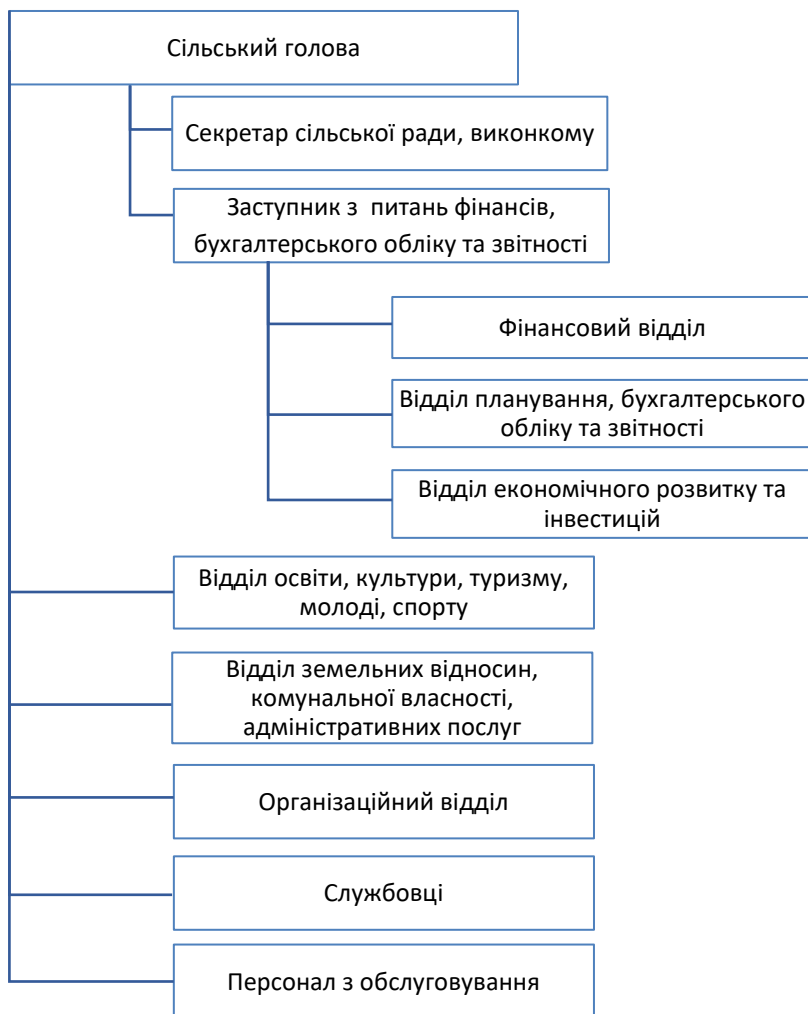 Сільський голова
Секретар сільської ради, виконкому
Заступник з питань фінансів,
бухгалтерського обліку та звітності
Фінансовий відділ
Відділ планування, бухгалтерського
обліку та звітності
Відділ економічного розвитку та
інвестицій
Відділ освіти, культури, туризму,
молоді, спорту
Відділ земельних відносин,
комунальної власності,
адміністративних послуг
Організаційний відділ
Службовці
Персонал з обслуговування